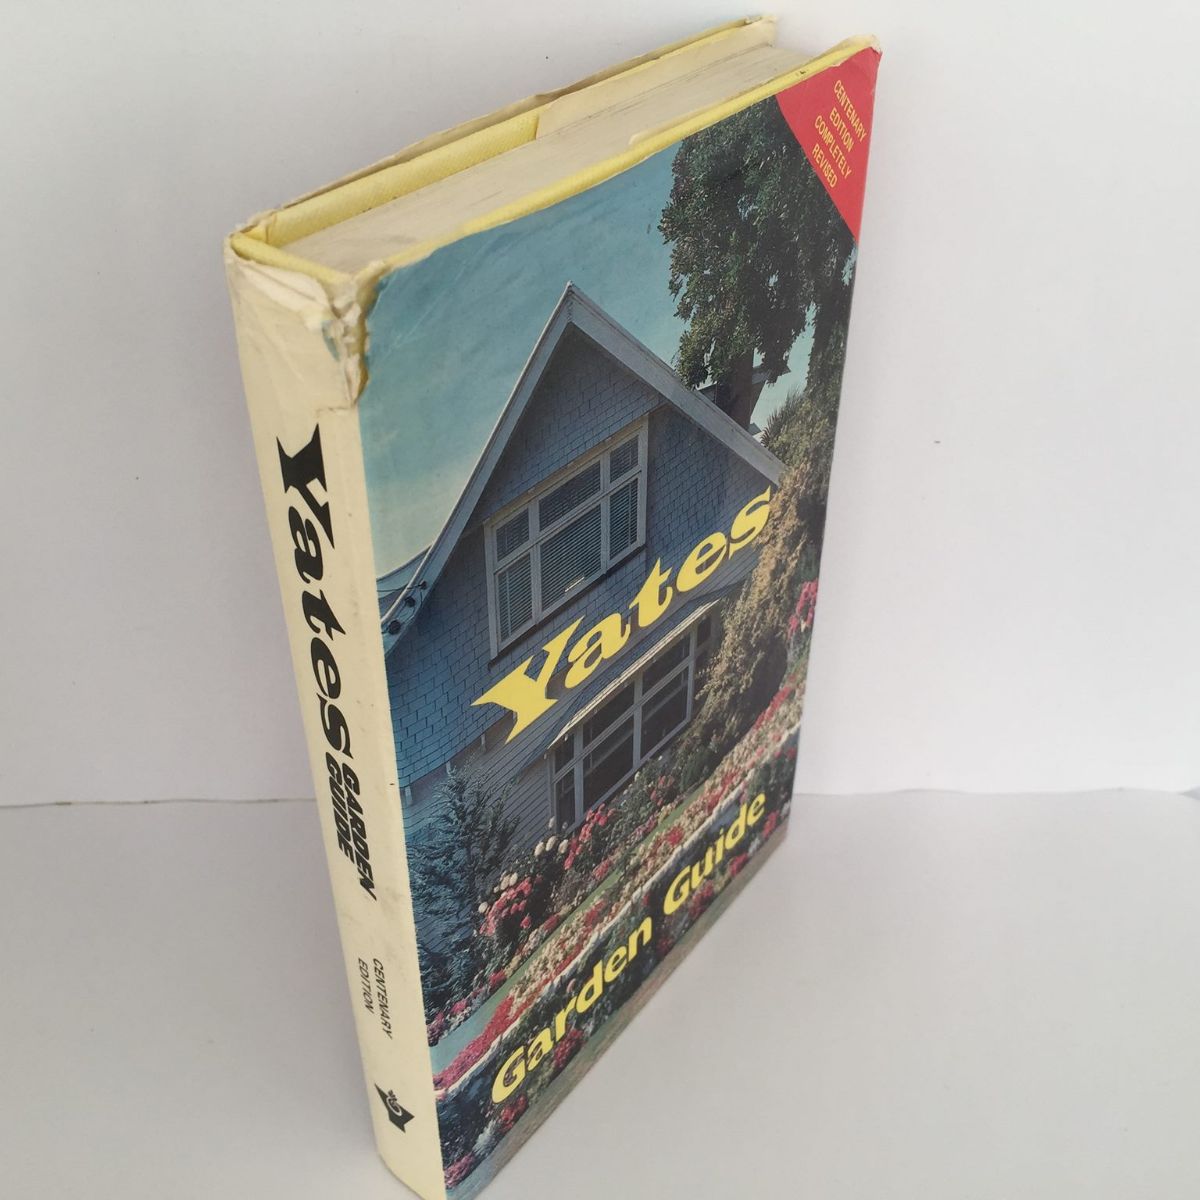 CENTENARY
EDITION
COMPLETELY
REVISED
Yates
Garden Guide
Yates
GARDEN
GUIDE
CENTENARY
EDITION